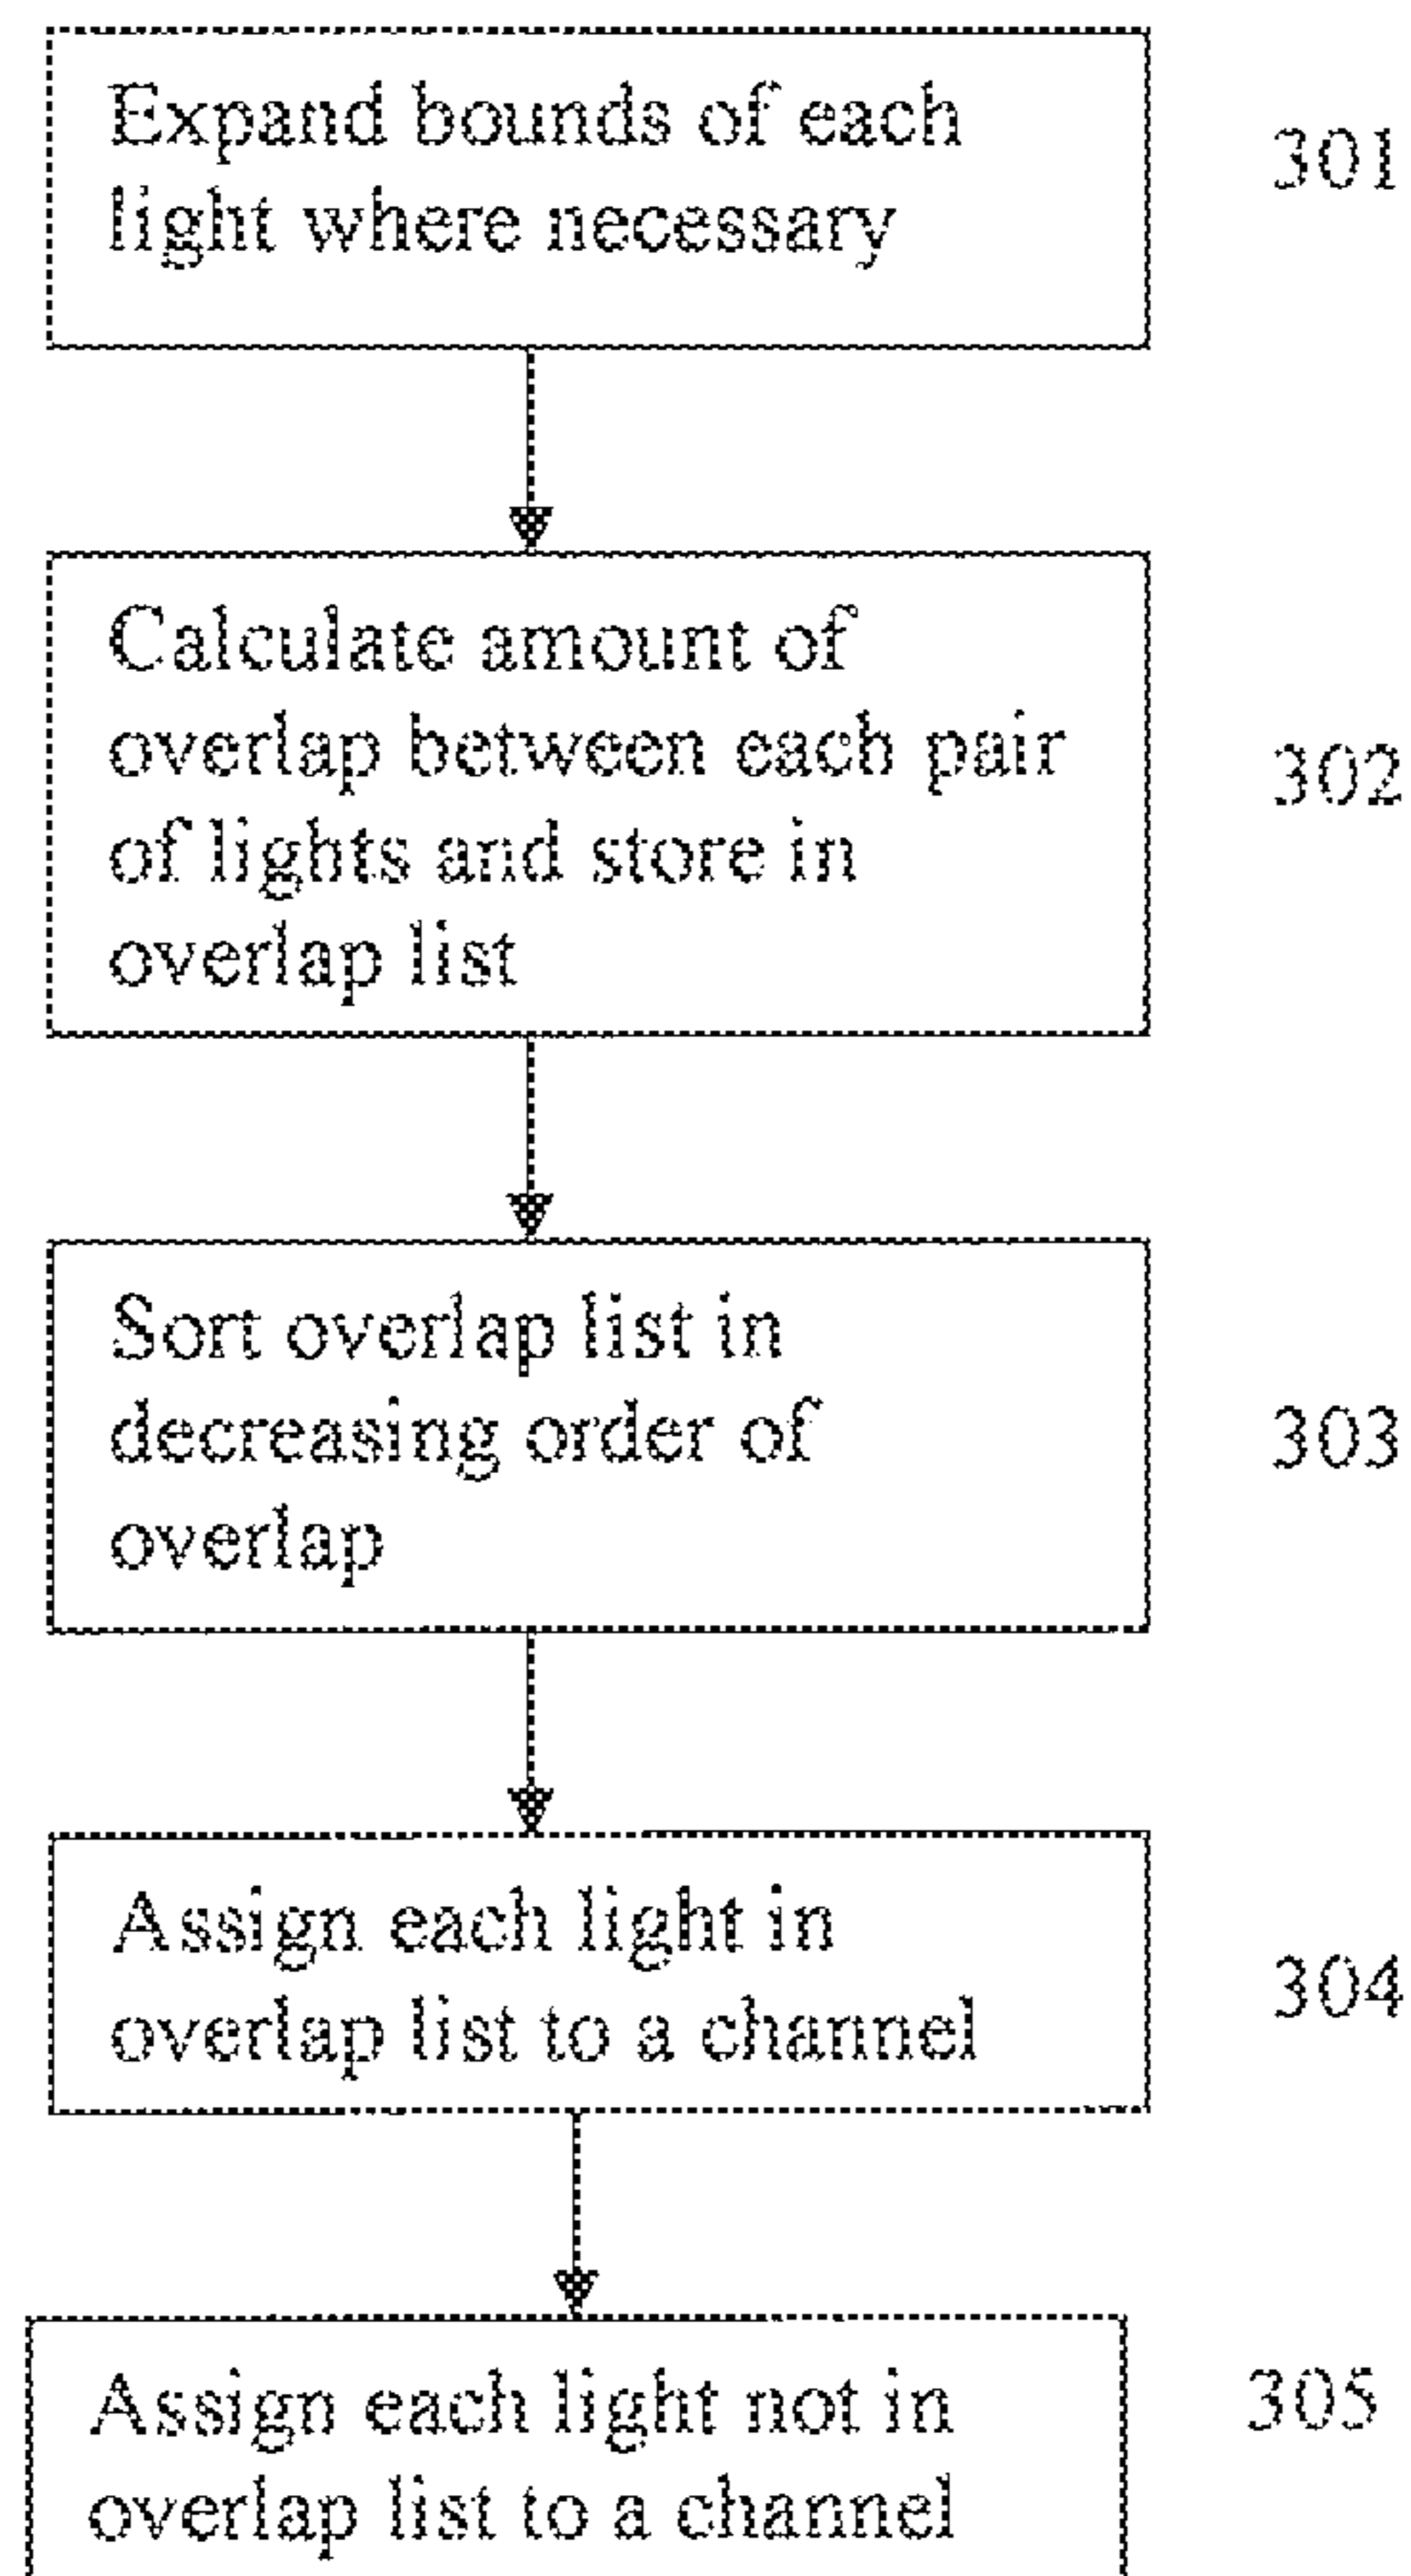 Expand bounds of each
light where necessary
301
Calculate amount of
overlap between each pair
of lights and store in
overlap list
302
Sort overlap list in
decreasing order of
overlap
303
Assign each light in
overlap list to a channel
304
Assign each light not in
overlap list to a channel
305